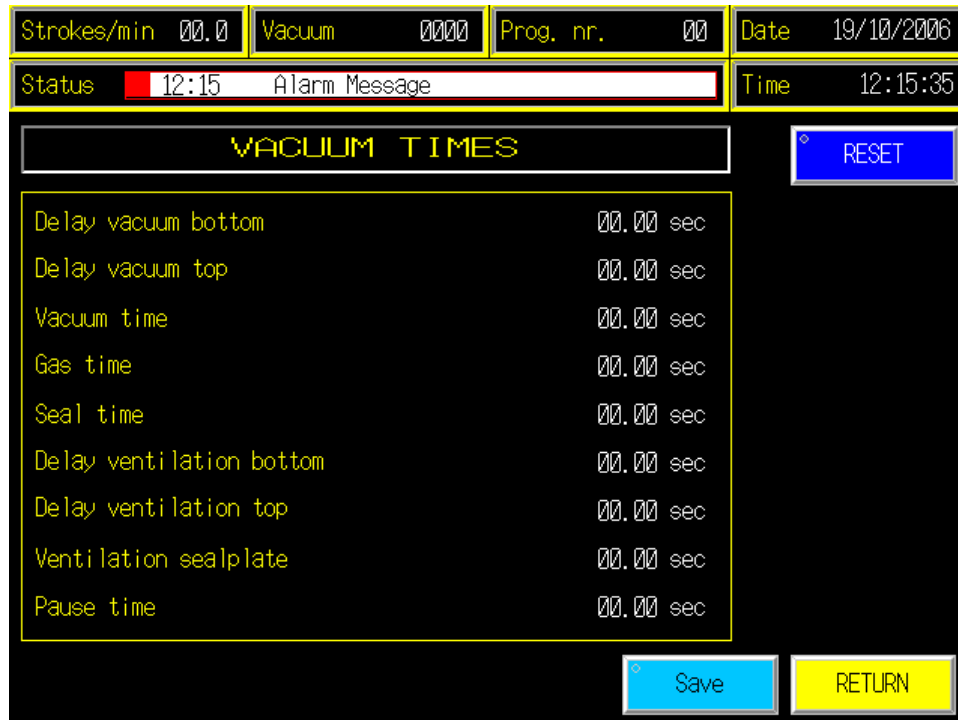 Strokes/min 00.0 Vacuum 0000 Prog. nr. 00 Date 19/10/2006
Status 12:15 Alarm Message Time 12:15:35
VACUUM TIMES RESET
Delay vacuum bottom 00.00 sec
Delay vacuum top 00.00 sec
Vacuum time 00.00 sec
Gas time 00.00 sec
Seal time 00.00 sec
Delay ventilation bottom 00.00 sec
Delay ventilation top 00.00 sec
Ventilation sealplate 00.00 sec
Pause time 00.00 sec
Save RETURN